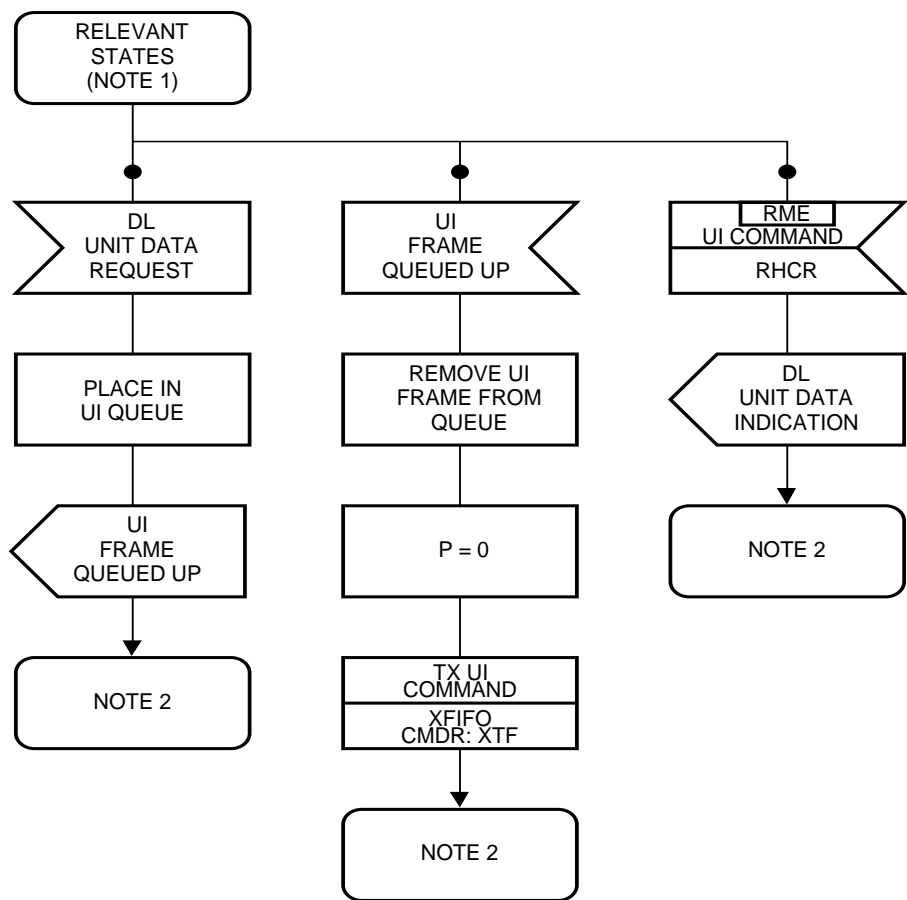 RELEVANT
STATES
(NOTE 1)
DL
UNIT DATA
REQUEST
PLACE IN
UI QUEUE
UI
FRAME
QUEUED UP
NOTE 2
UI
FRAME
QUEUED UP
REMOVE UI
FRAME FROM
QUEUE
P = 0
TX UI
COMMAND
XFIFO
CMDR: XTF
NOTE 2
RME
UI COMMAND
RHCR
DL
UNIT DATA
INDICATION
NOTE 2